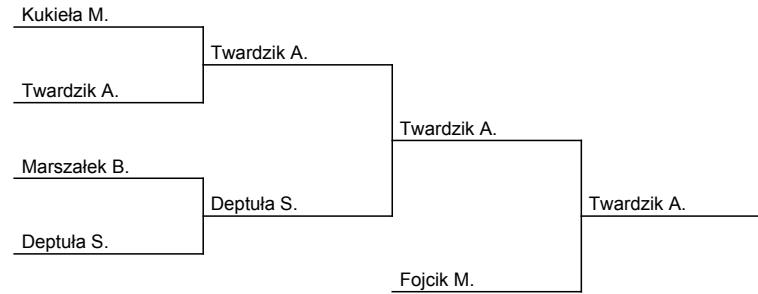 Kukieła M.
Twardzik A.
Twardzik A.
Twardzik A.
Marszałek B.
Deptuła S.
Twardzik A.
Deptuła S.
Fojcik M.